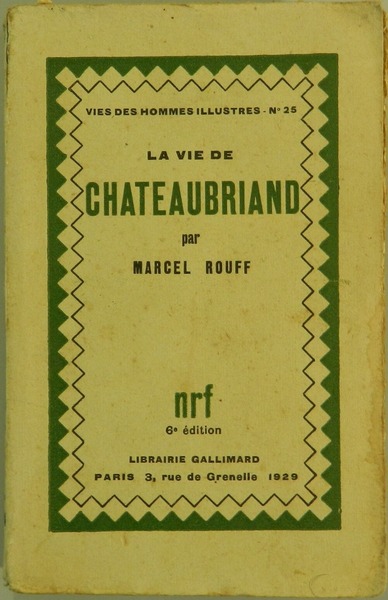 VIES DES HOMMES ILLUSTRES - N° 25
LA VIE DE
CHATEAUBRIAND
par
MARCEL ROUFF
nrf
6e édition
LIBRAIRIE GALLIMARD
PARIS 3, rue de Grenelle 1929